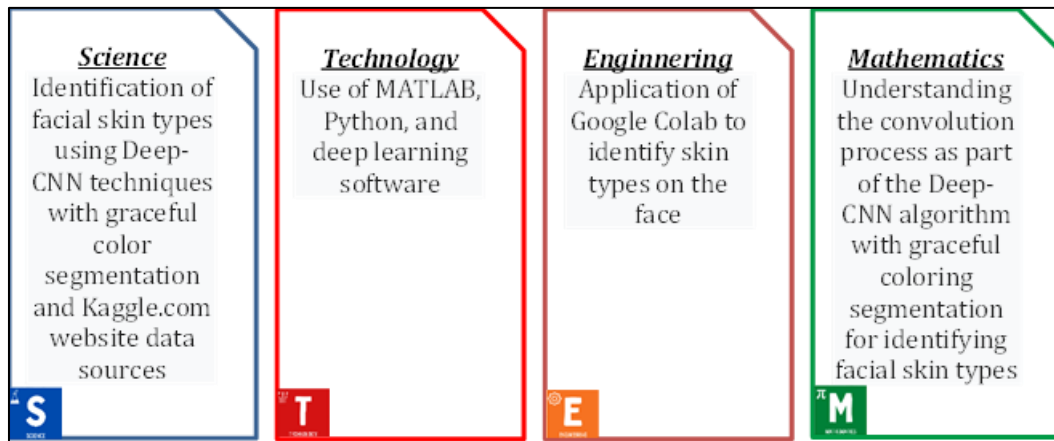 Science
Identification of
facial skin types
using Deep-
CNN techniques
with graceful
color
segmentation
and Kaggle.com
website data
sources
S
SCIENCE
Technology
Use of MATLAB,
Python, and
deep learning
software
T
Enginnering
Application of
Google Colab to
identify skin
types on the
face
E
Mathematics
Understanding
the convolution
process as part
of the Deep-
CNN algorithm
with graceful
coloring
segmentation
for identifying
facial skin types
π
M